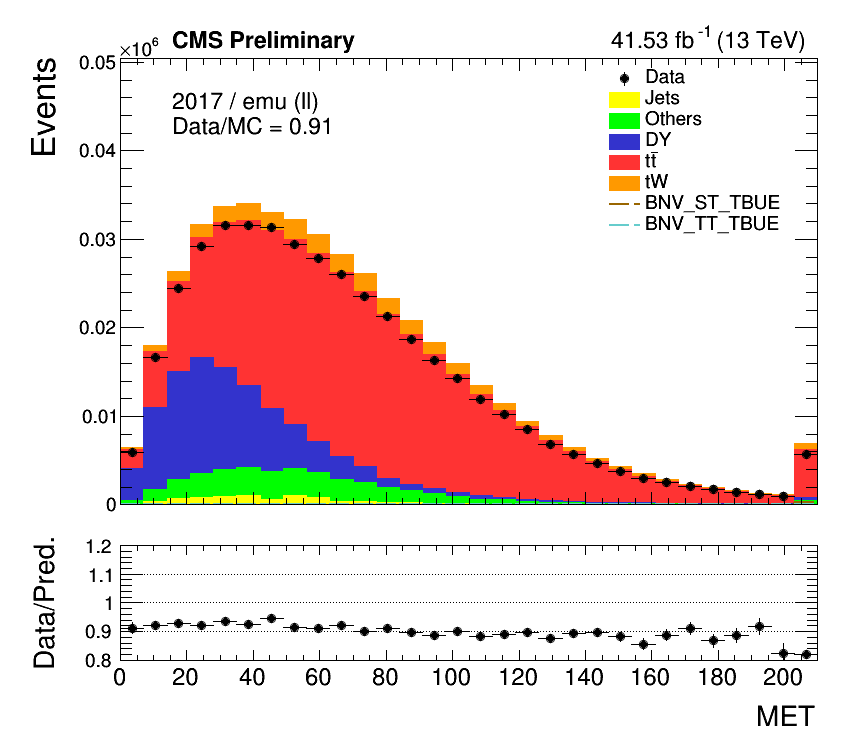 ×10⁶ CMS Preliminary 41.53 fb⁻¹ (13 TeV)
Events
2017 / emu (ll)
Data/MC = 0.91
Data
Jets
Others
DY
tt̄
tW
BNV_ST_TBUE
BNV_TT_TBUE
0.05
0.04
0.03
0.02
0.01
0
Data/Pred.
1.2
1.1
1
0.9
0.8
0 20 40 60 80 100 120 140 160 180 200
MET